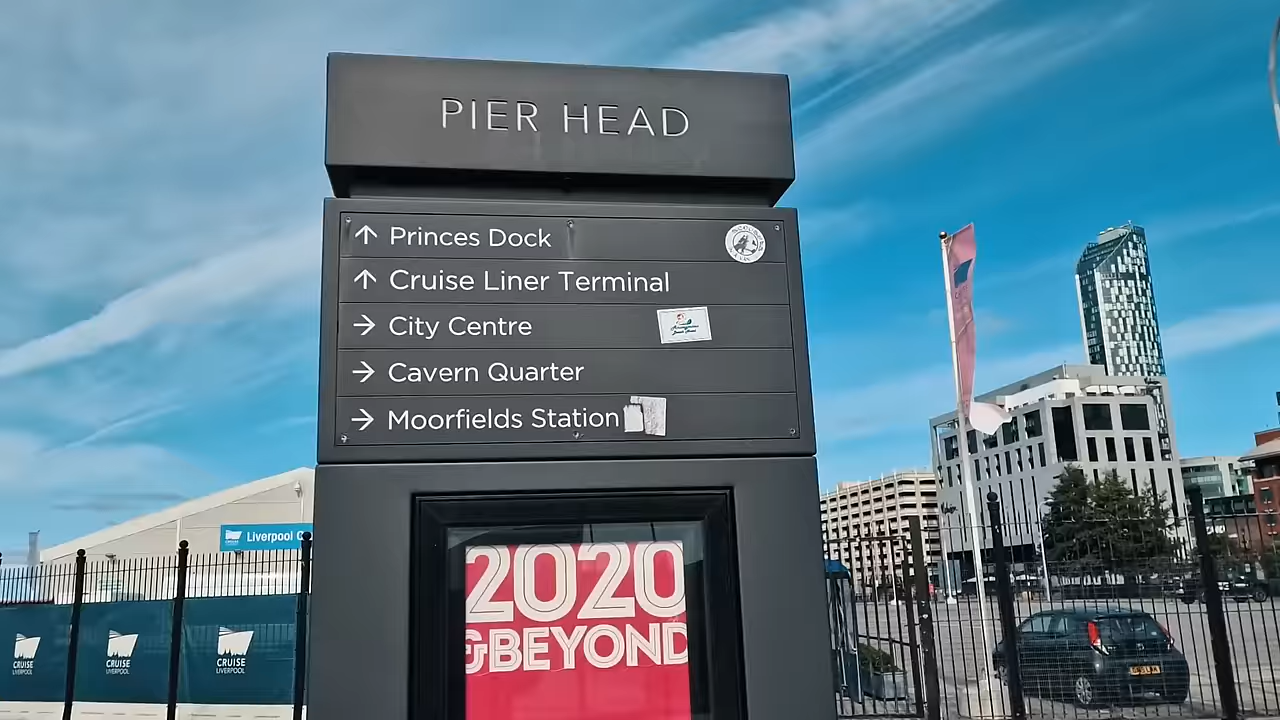 PIER HEAD
↑ Princes Dock
↑ Cruise Liner Terminal
→ City Centre
→ Cavern Quarter
→ Moorfields Station
2020
&BEYOND
Liverpool
CRUISE
LIVERPOOL
CRUISE
LIVERPOOL
CRUISE
LIVERPOOL